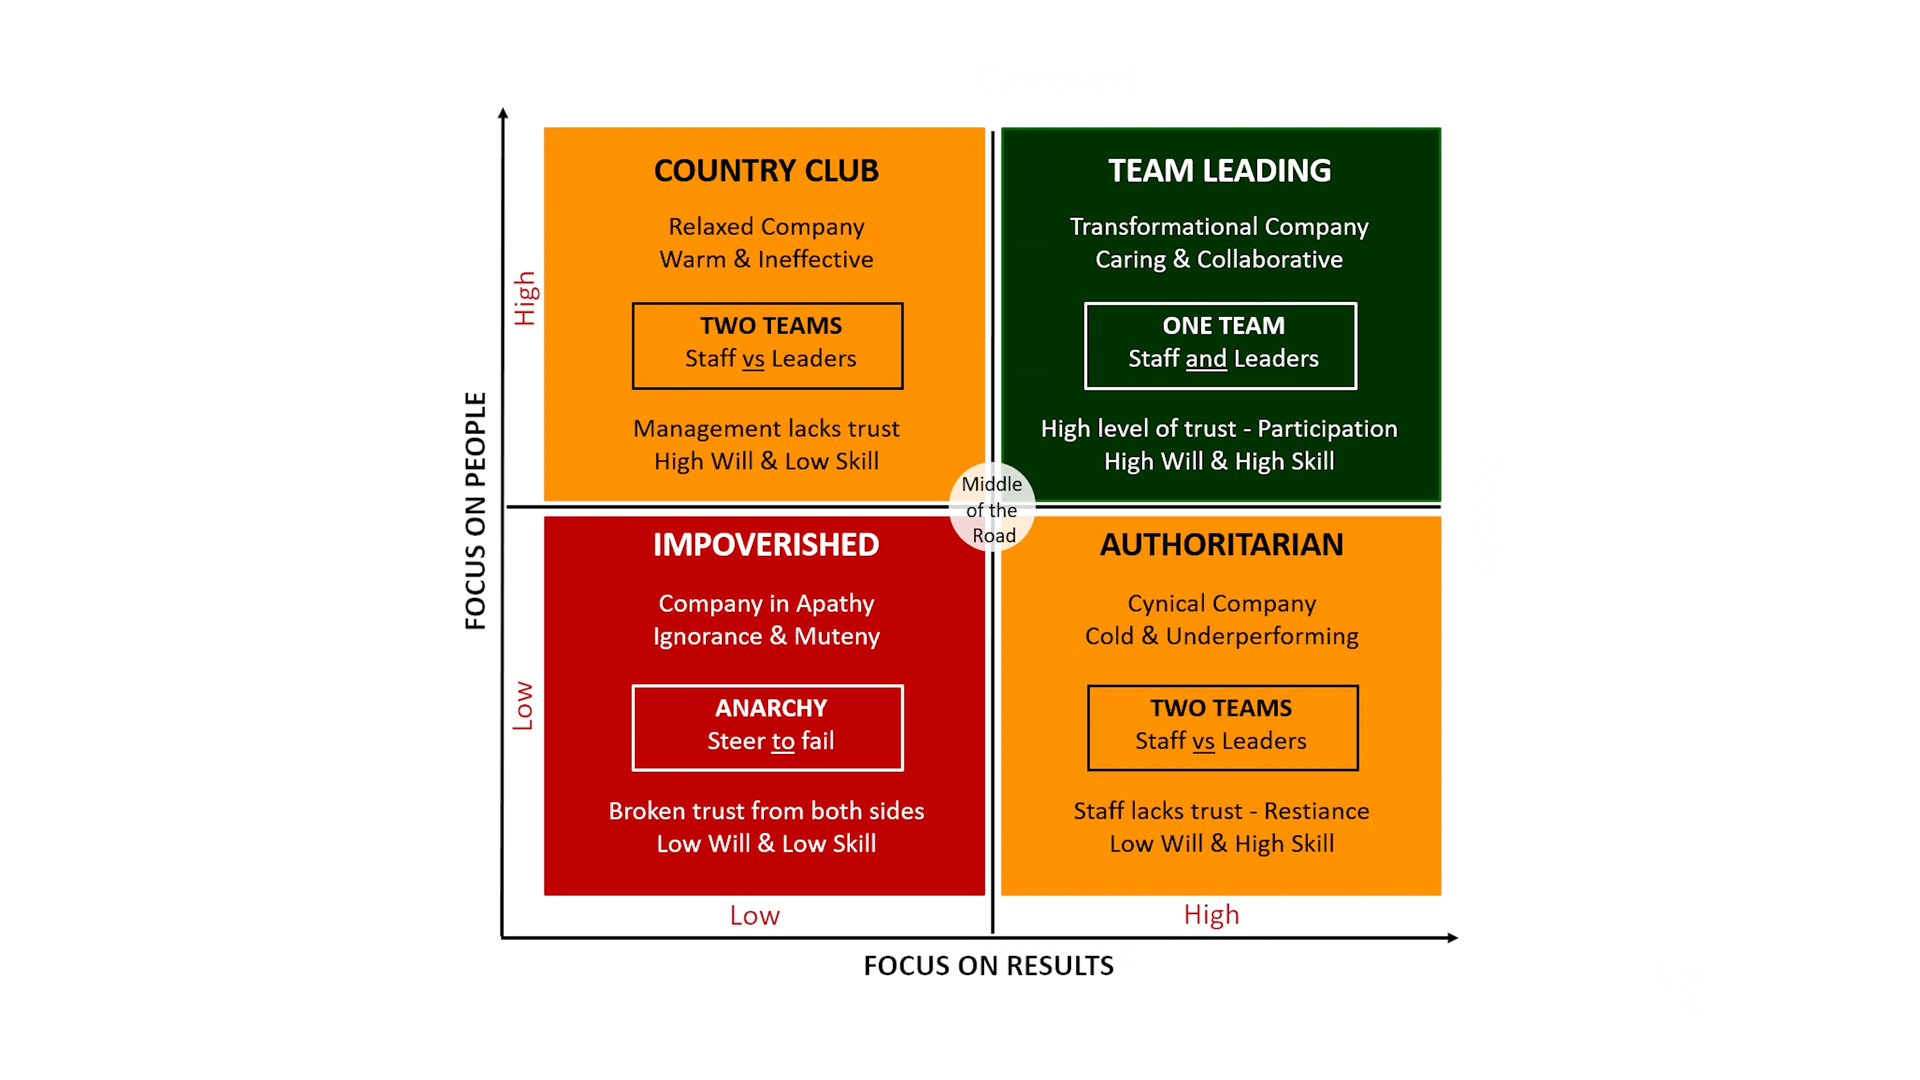 COUNTRY CLUB
Relaxed Company
Warm & Ineffective
TWO TEAMS
Staff vs Leaders
Management lacks trust
High Will & Low Skill
TEAM LEADING
Transformational Company
Caring & Collaborative
ONE TEAM
Staff and Leaders
High level of trust - Participation
High Will & High Skill
Middle
of the
Road
IMPOVERISHED
Company in Apathy
Ignorance & Muteny
ANARCHY
Steer to fail
Broken trust from both sides
Low Will & Low Skill
AUTHORITARIAN
Cynical Company
Cold & Underperforming
TWO TEAMS
Staff vs Leaders
Staff lacks trust - Restiance
Low Will & High Skill
FOCUS ON PEOPLE
High
Low
Low
High
FOCUS ON RESULTS